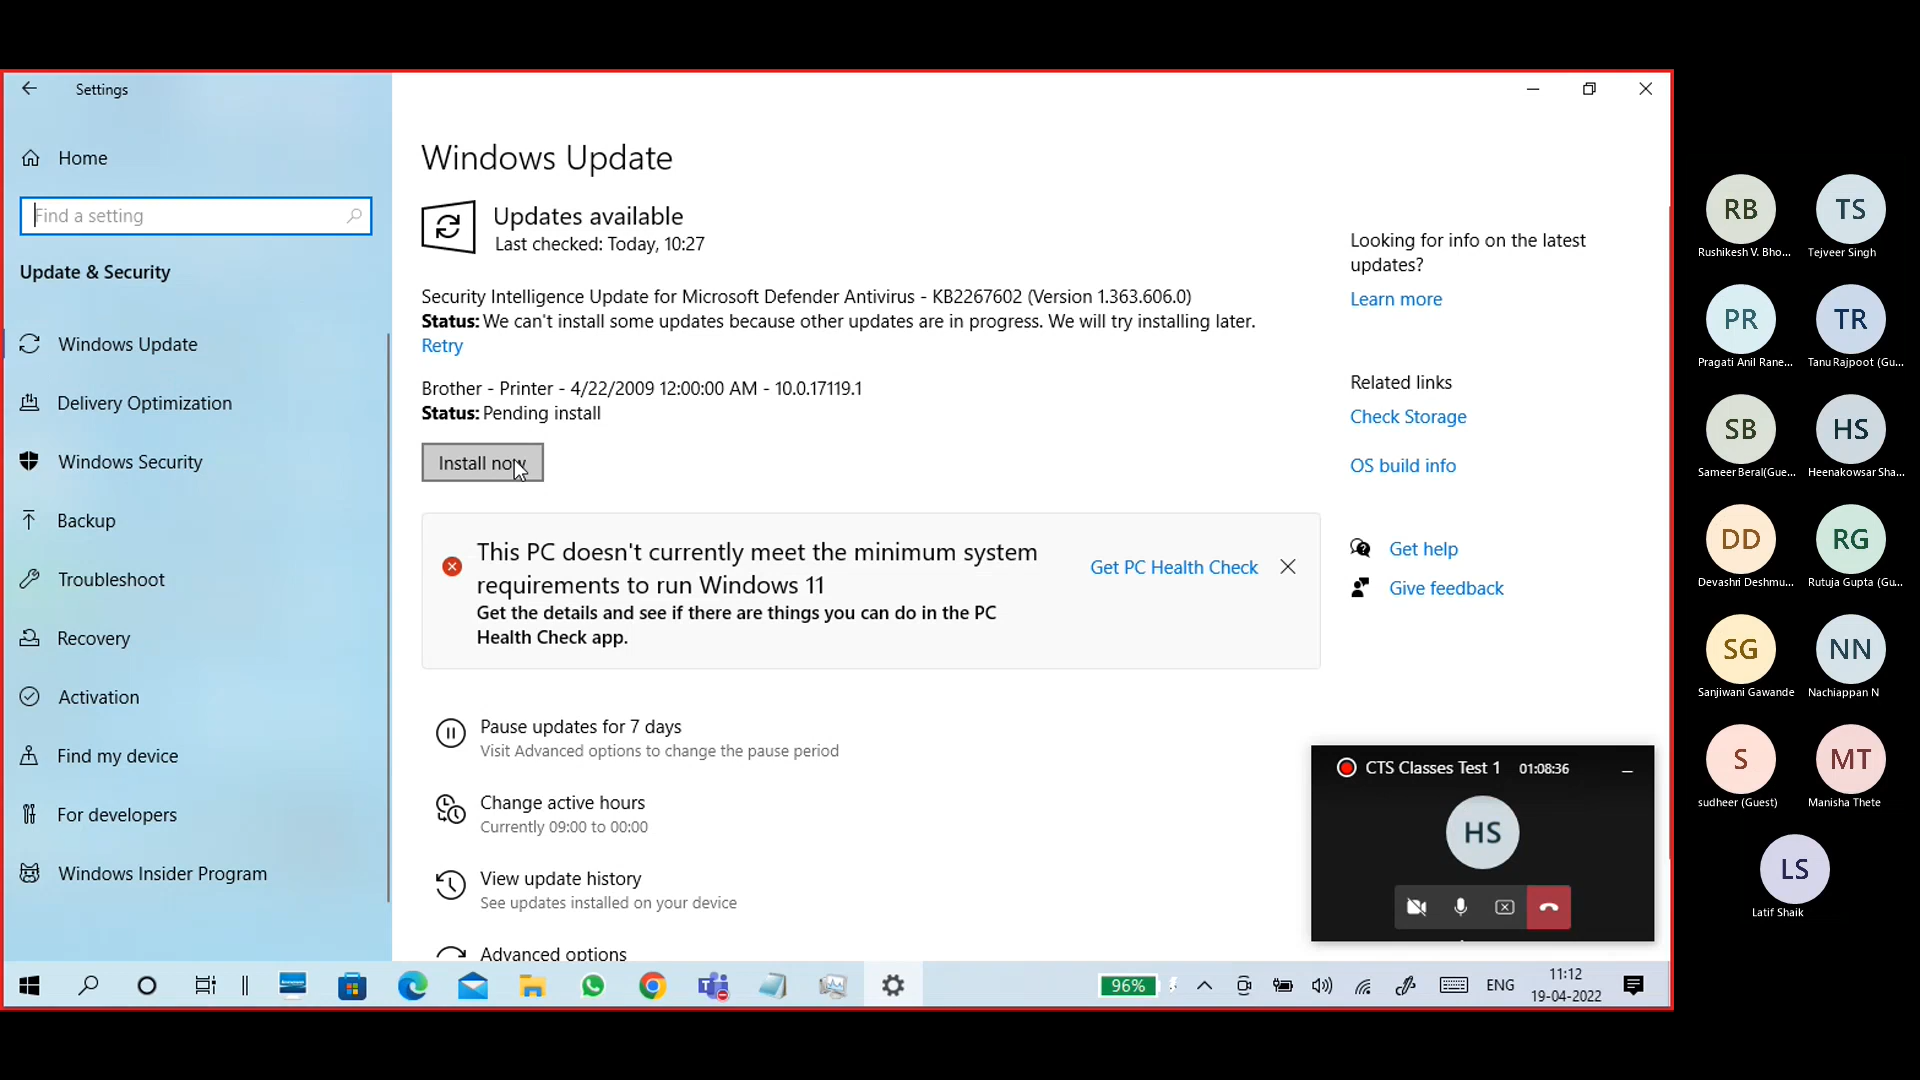 Settings
Home
Find a setting
Update & Security
Windows Update
Delivery Optimization
Windows Security
Backup
Troubleshoot
Recovery
Activation
Find my device
For developers
Windows Insider Program
Windows Update
Updates available
Last checked: Today, 10:27
Security Intelligence Update for Microsoft Defender Antivirus - KB2267602 (Version 1.363.606.0)
Status: We can't install some updates because other updates are in progress. We will try installing later.
Retry
Brother - Printer - 4/22/2009 12:00:00 AM - 10.0.17119.1
Status: Pending install
Install now
This PC doesn't currently meet the minimum system
requirements to run Windows 11
Get the details and see if there are things you can do in the PC
Health Check app.
Get PC Health Check
Pause updates for 7 days
Visit Advanced options to change the pause period
Change active hours
Currently 09:00 to 00:00
View update history
See updates installed on your device
Advanced options
Looking for info on the latest
updates?
Learn more
Related links
Check Storage
OS build info
Get help
Give feedback
CTS Classes Test 1 01:08:36
HS
96%
ENG
11:12
19-04-2022
RB
Rushikesh V. Bho...
TS
Tejveer Singh
PR
Pragati Anil Rane...
TR
Tanu Rajpoot (Gu...
SB
Sameer Beral(Gue...
HS
Heenakowsar Sha...
DD
Devashri Deshmu...
RG
Rutuja Gupta (Gu...
SG
Sanjiwani Gawande
NN
Nachiappan N
S
sudheer (Guest)
MT
Manisha Thete
LS
Latif Shaik